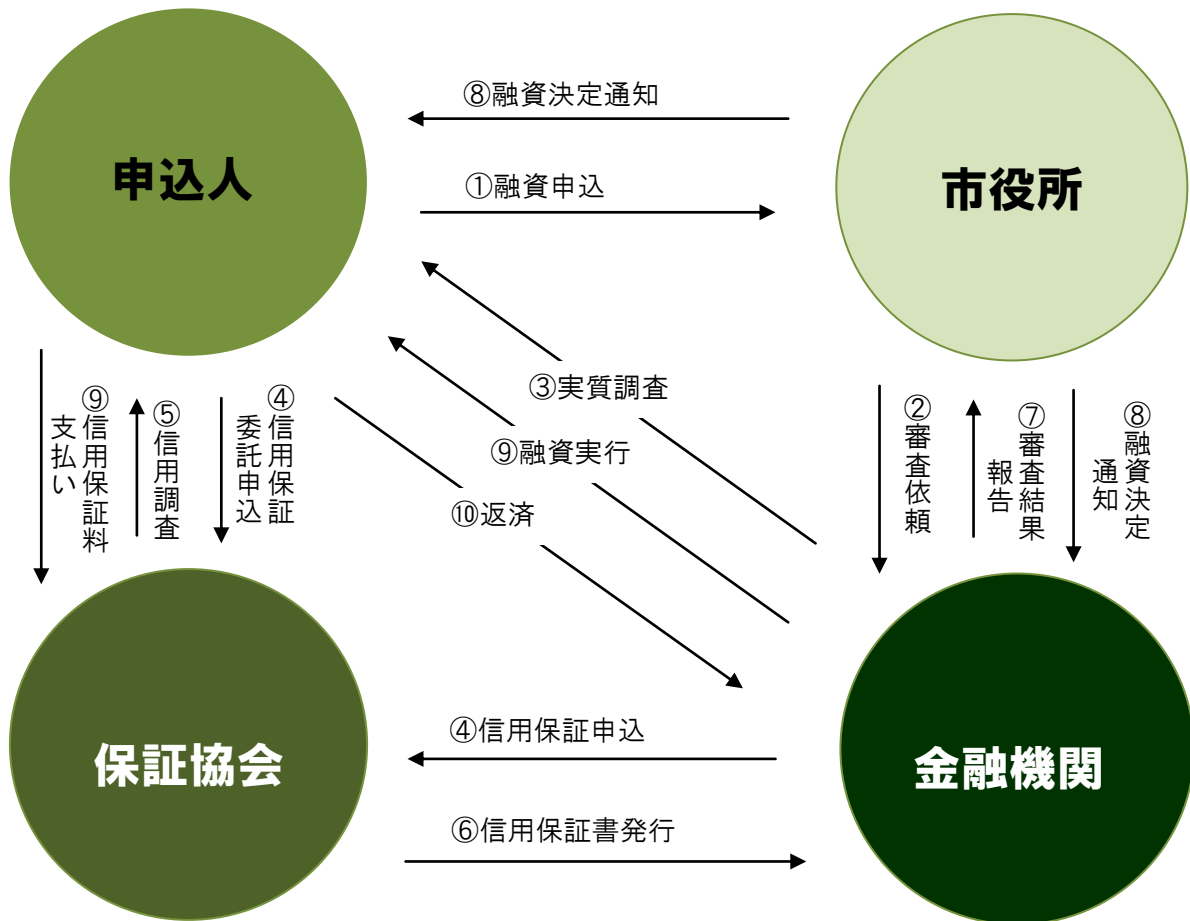 ⑧融資決定通知
申込人
①融資申込
市役所
③実質調査
⑨融資実行
⑩返済
⑨信用保証料
支払い
⑤信用調査
④信用保証
委託申込
②審査依頼
⑦審査結果
報告
⑧融資決定
通知
④信用保証申込
保証協会
金融機関
⑥信用保証書発行